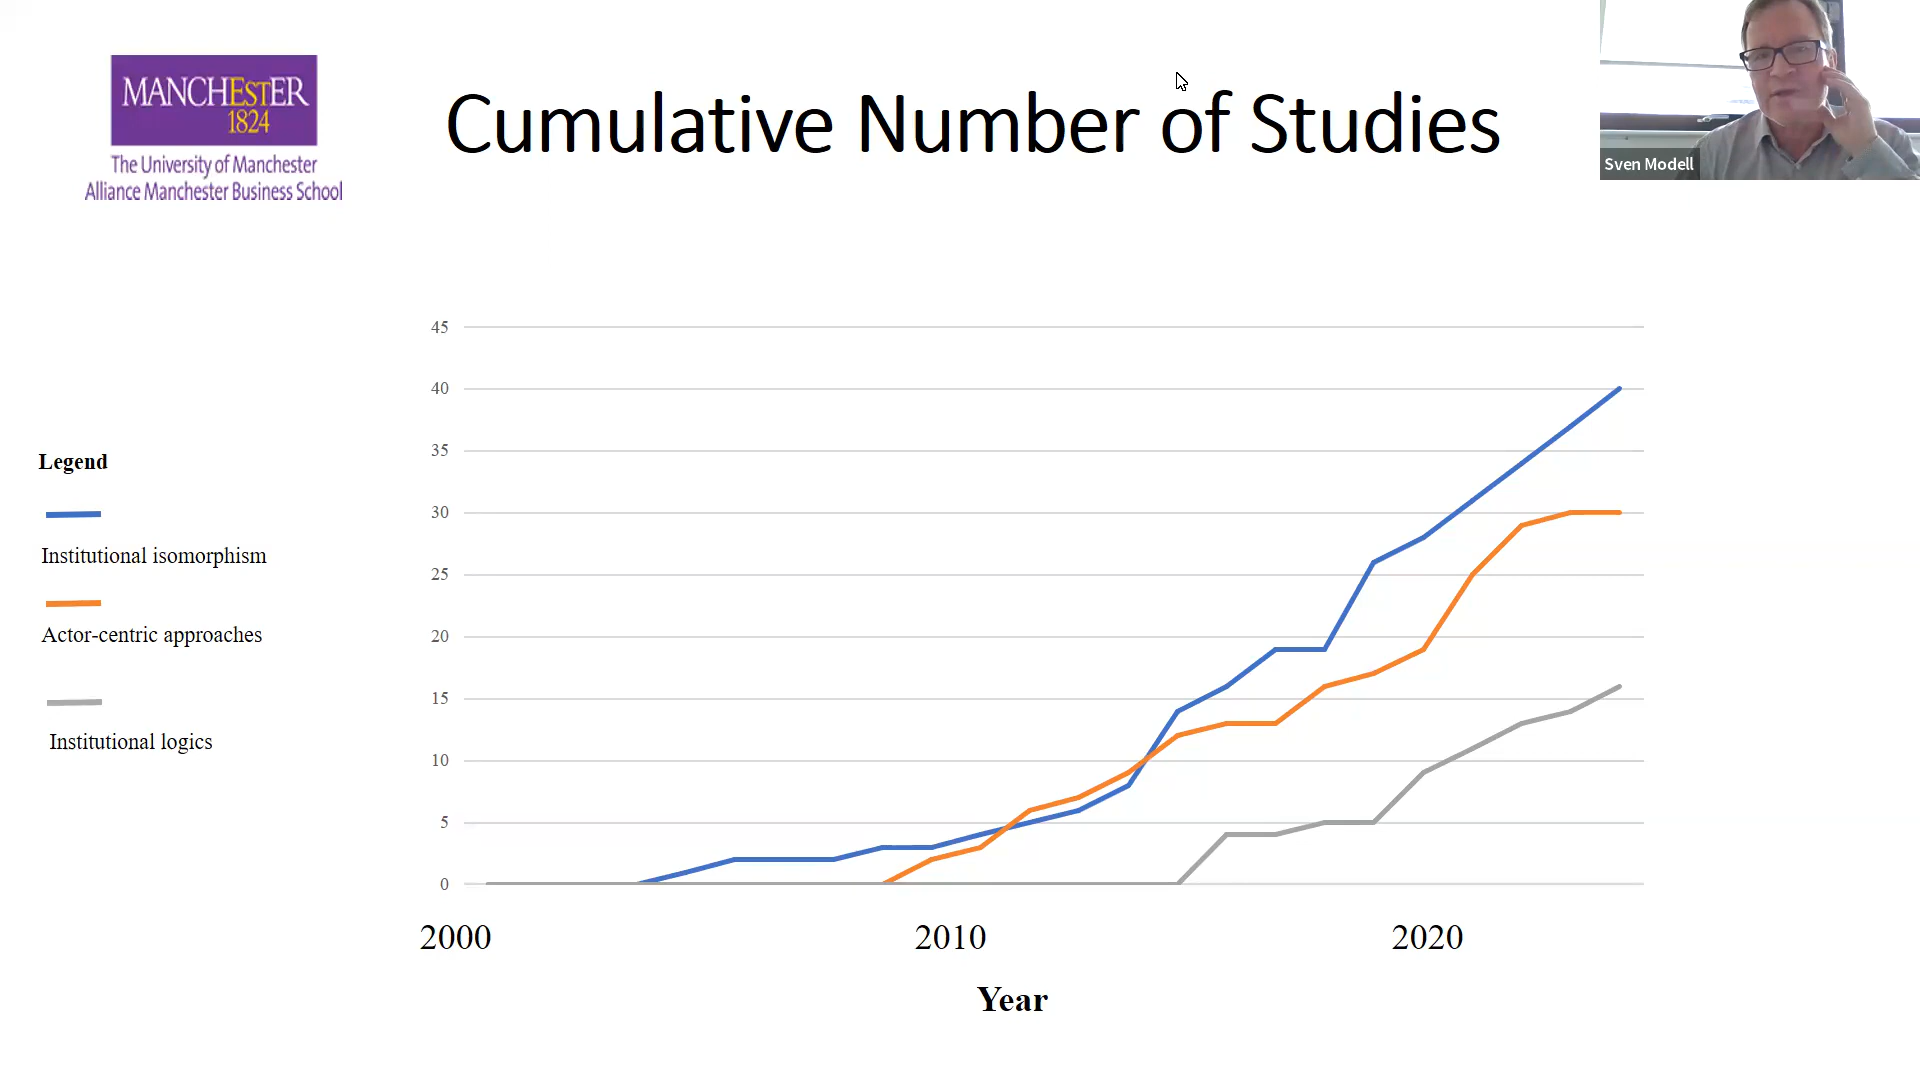 MANCHESTER
1824
The University of Manchester
Alliance Manchester Business School
Cumulative Number of Studies
Sven Modell
Legend
Institutional isomorphism
Actor-centric approaches
Institutional logics
45
40
35
30
25
20
15
10
5
0
2000 2010 2020
Year